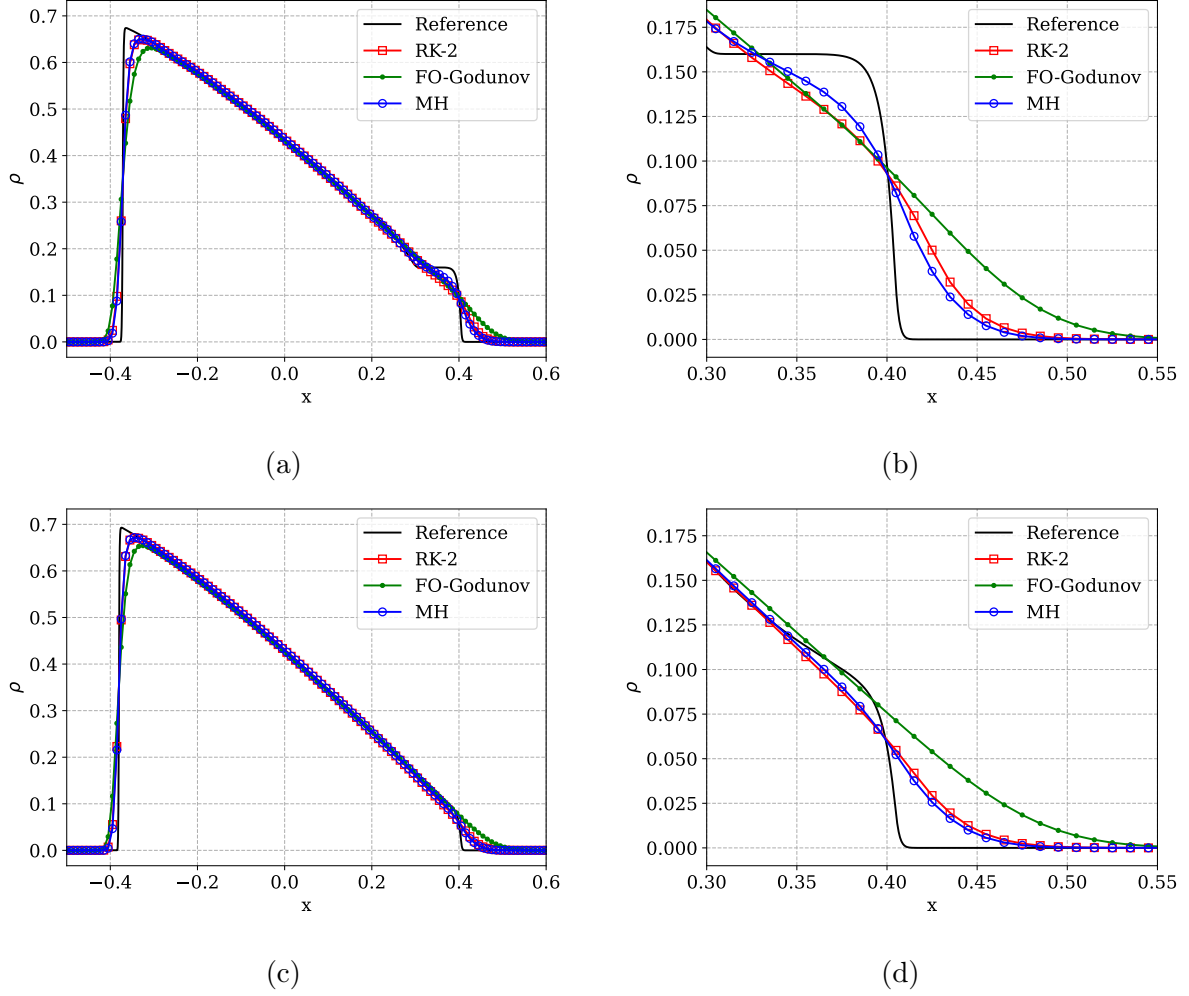 0.7
0.6
0.5
0.4
0.3
0.2
0.1
0.0
ρ
−0.4 −0.2 0.0 0.2 0.4 0.6
x
Reference
RK-2
FO-Godunov
MH
(a)
0.175
0.150
0.125
0.100
0.075
0.050
0.025
0.000
ρ
0.30 0.35 0.40 0.45 0.50 0.55
x
Reference
RK-2
FO-Godunov
MH
(b)
0.7
0.6
0.5
0.4
0.3
0.2
0.1
0.0
ρ
−0.4 −0.2 0.0 0.2 0.4 0.6
x
Reference
RK-2
FO-Godunov
MH
(c)
0.175
0.150
0.125
0.100
0.075
0.050
0.025
0.000
ρ
0.30 0.35 0.40 0.45 0.50 0.55
x
Reference
RK-2
FO-Godunov
MH
(d)